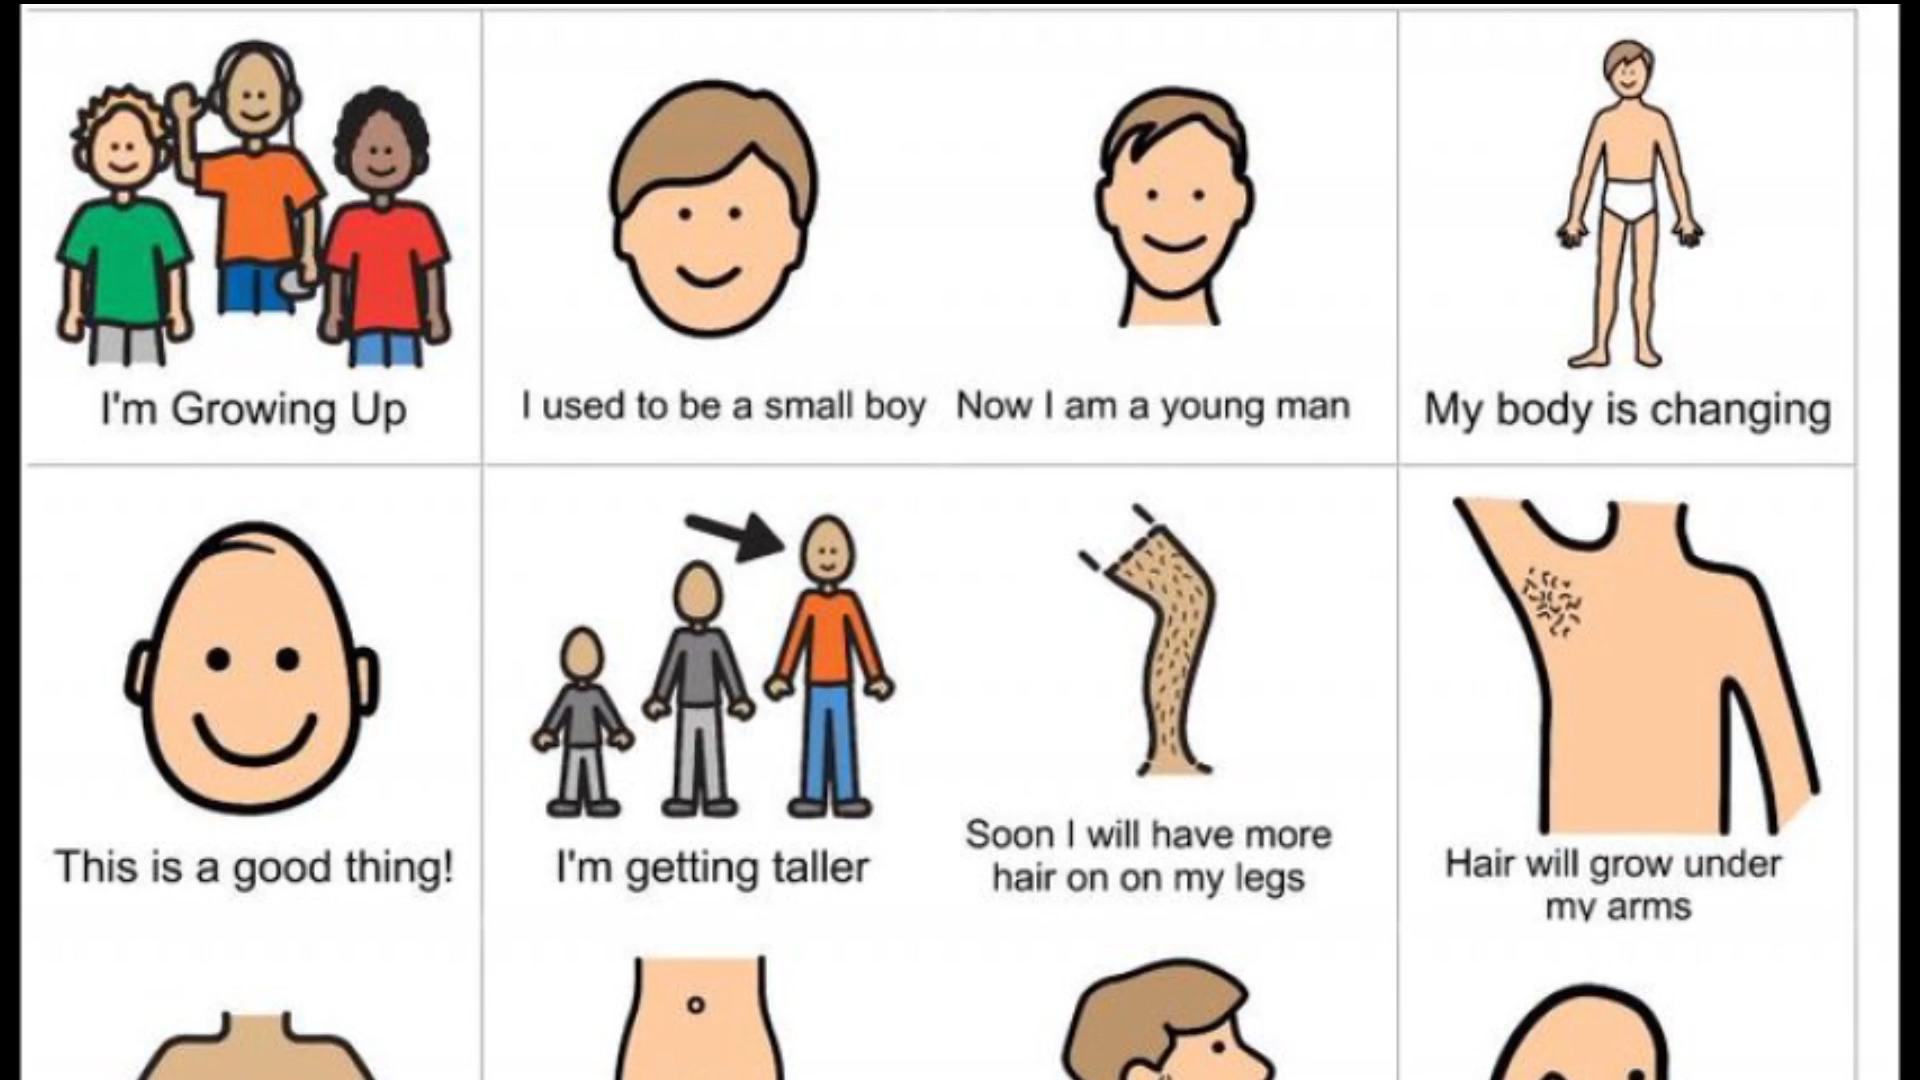 I'm Growing Up
I used to be a small boy
Now I am a young man
My body is changing
This is a good thing!
I'm getting taller
Soon I will have more
hair on on my legs
Hair will grow under
my arms